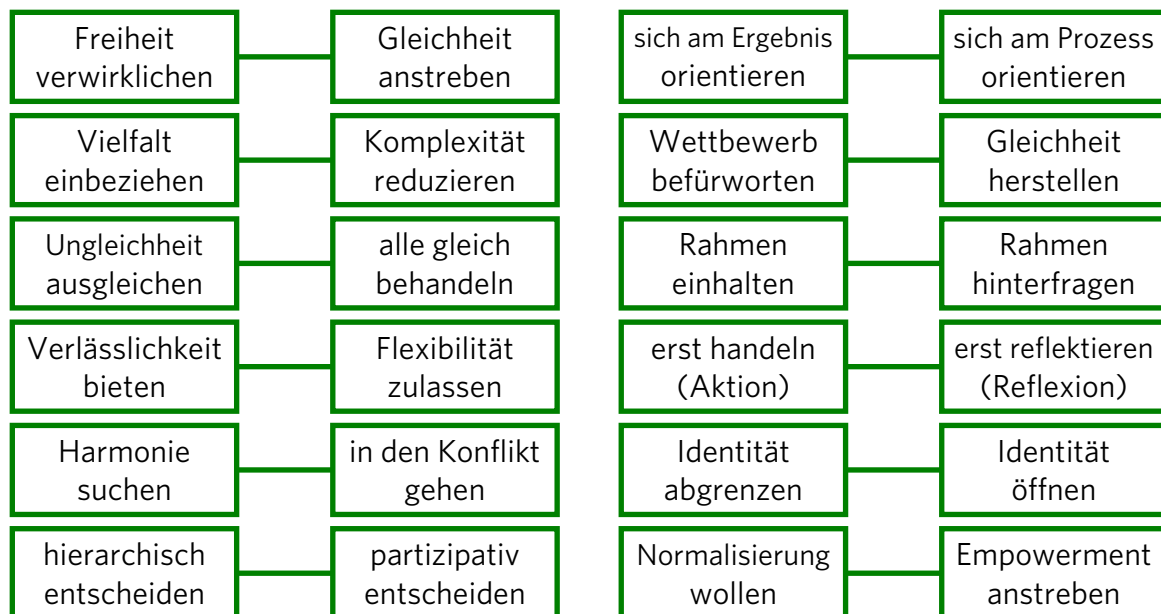 Freiheit
verwirklichen
Gleichheit
anstreben
Vielfalt
einbeziehen
Komplexität
reduzieren
Ungleichheit
ausgleichen
alle gleich
behandeln
Verlässlichkeit
bieten
Flexibilität
zulassen
Harmonie
suchen
in den Konflikt
gehen
hierarchisch
entscheiden
partizipativ
entscheiden
sich am Ergebnis
orientieren
sich am Prozess
orientieren
Wettbewerb
befürworten
Gleichheit
herstellen
Rahmen
einhalten
Rahmen
hinterfragen
erst handeln
(Aktion)
erst reflektieren
(Reflexion)
Identität
abgrenzen
Identität
öffnen
Normalisierung
wollen
Empowerment
anstreben